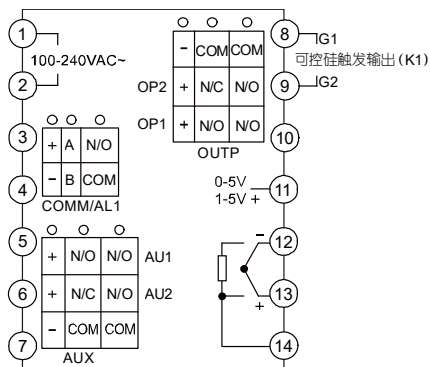 1
100-240VAC~
2
3
+ A N/O
4
- B COM
COMM/AL1
5
+ N/O N/O AU1
6
+ N/C N/O AU2
7
- COM COM
AUX
- COM COM
OP2 + N/C N/O
OP1 + N/O N/O
OUTP
8
G1
可控硅触发输出(K1)
9
G2
10
0-5V
1-5V +
11
12
-
13
+
14